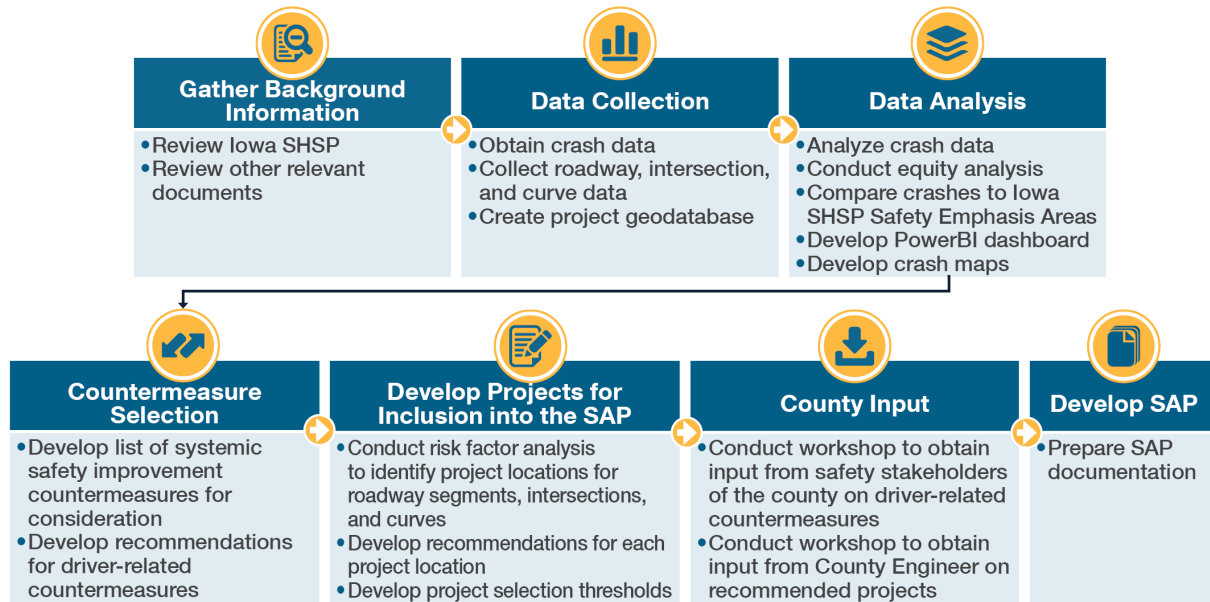 Gather Background
Information
• Review Iowa SHSP
• Review other relevant
documents
Data Collection
• Obtain crash data
• Collect roadway, intersection,
and curve data
• Create project geodatabase
Data Analysis
• Analyze crash data
• Conduct equity analysis
• Compare crashes to Iowa
SHSP Safety Emphasis Areas
• Develop PowerBI dashboard
• Develop crash maps
Countermeasure
Selection
• Develop list of systemic
safety improvement
countermeasures for
consideration
• Develop recommendations
for driver-related
countermeasures
Develop Projects for
Inclusion into the SAP
• Conduct risk factor analysis
to identify project locations for
roadway segments, intersections,
and curves
• Develop recommendations for each
project location
• Develop project selection thresholds
County Input
• Conduct workshop to obtain
input from safety stakeholders
of the county on driver-related
countermeasures
• Conduct workshop to obtain
input from County Engineer on
recommended projects
Develop SAP
• Prepare SAP
documentation